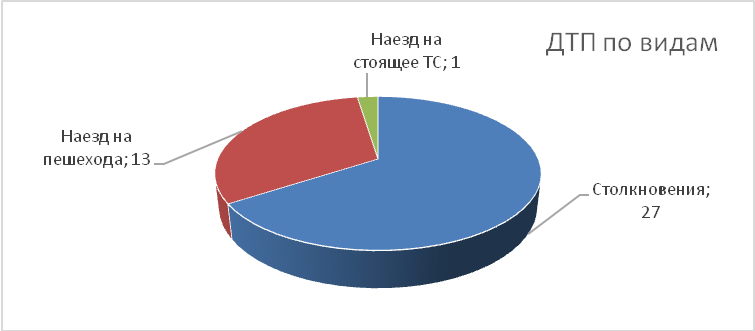 ДТП по видам
Наезд на
стоящее ТС; 1
Наезд на
пешехода; 13
Столкновения;
27